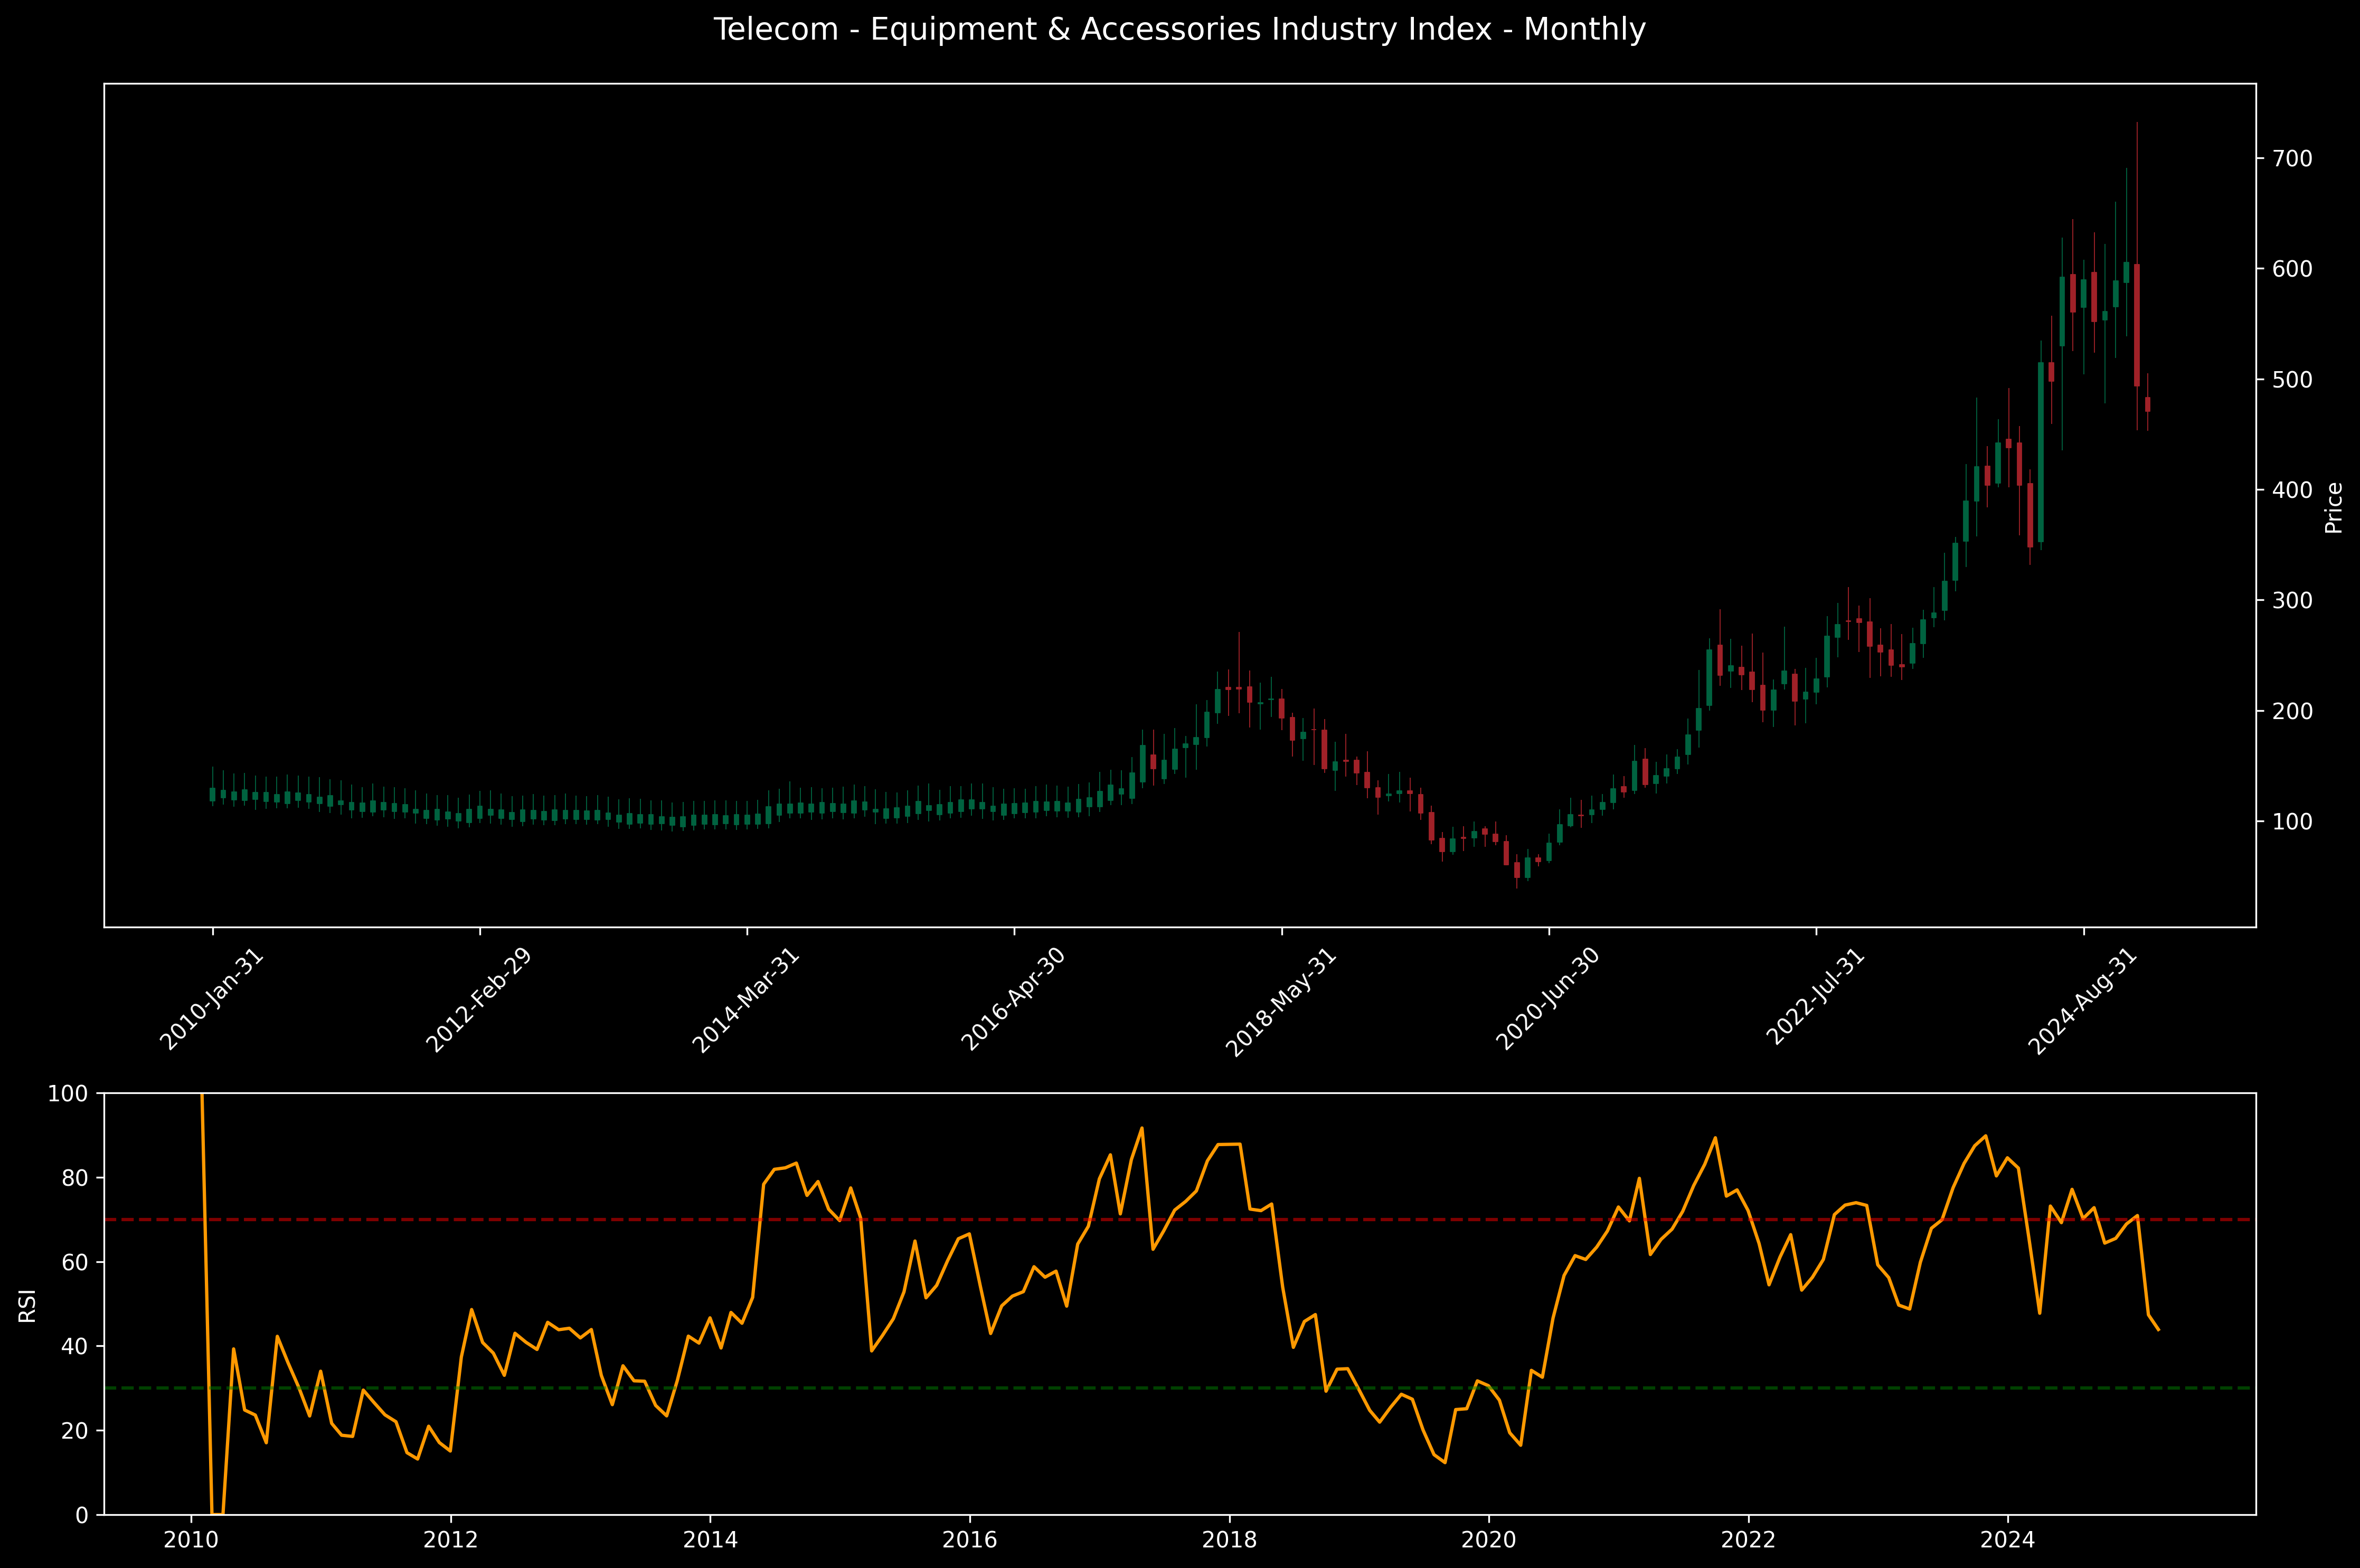 Telecom - Equipment & Accessories Industry Index - Monthly
700
600
500
400
300
200
100
Price
2010-Jan-31
2012-Feb-29
2014-Mar-31
2016-Apr-30
2018-May-31
2020-Jun-30
2022-Jul-31
2024-Aug-31
100
80
60
40
20
0
RSI
2010
2012
2014
2016
2018
2020
2022
2024